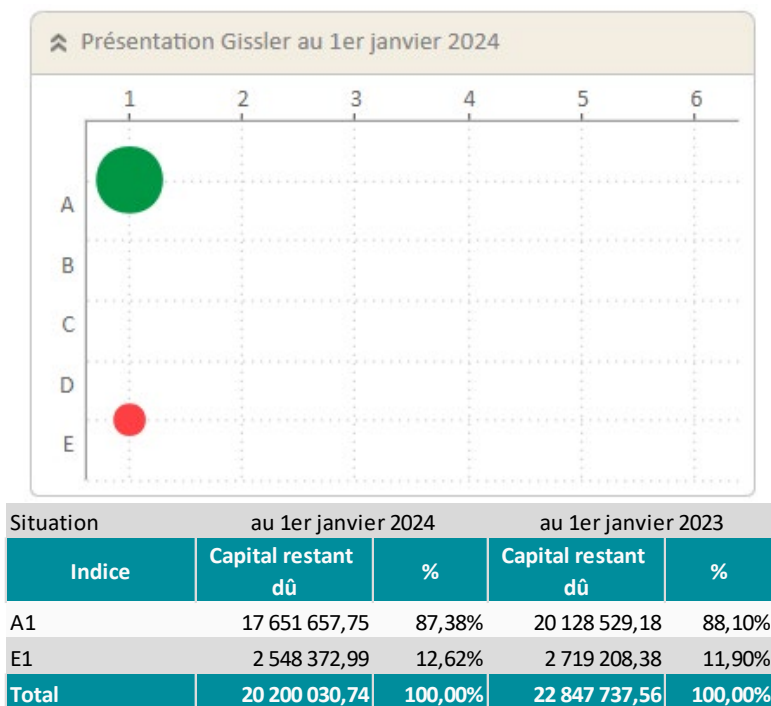 Présentation Gissler au 1er janvier 2024
1 2 3 4 5 6
A
B
C
D
E
Situation au 1er janvier 2024 au 1er janvier 2023
Indice Capital restant dû % Capital restant dû %
A1 17 651 657,75 87,38% 20 128 529,18 88,10%
E1 2 548 372,99 12,62% 2 719 208,38 11,90%
Total 20 200 030,74 100,00% 22 847 737,56 100,00%